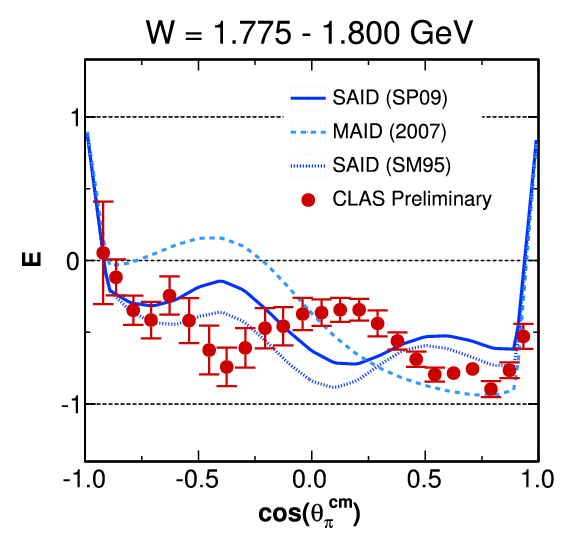 W = 1.775 - 1.800 GeV
SAID (SP09)
MAID (2007)
SAID (SM95)
CLAS Preliminary
1
0
-1
E
-1.0 -0.5 0.0 0.5 1.0
cos(θπcm)